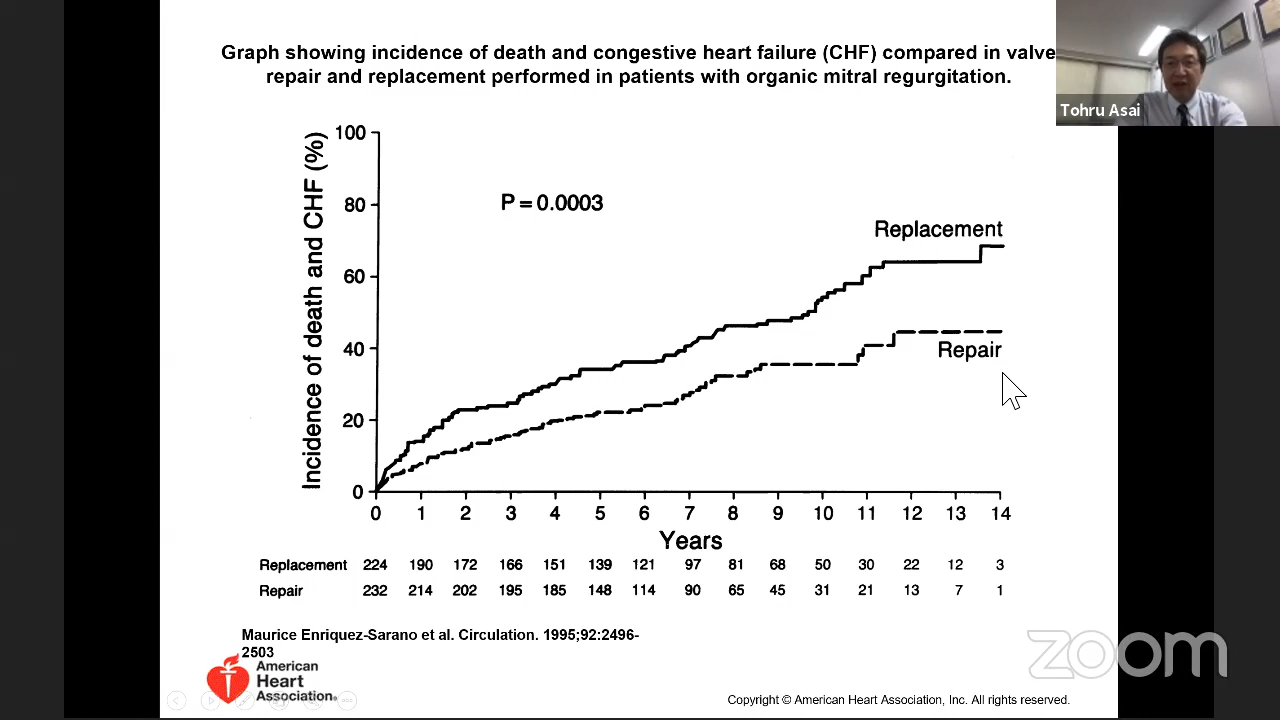 Graph showing incidence of death and congestive heart failure (CHF) compared in valve
repair and replacement performed in patients with organic mitral regurgitation.
Tohru Asai
Incidence of death and CHF (%)
100
80
60
40
20
0
P = 0.0003
Replacement
Repair
0 1 2 3 4 5 6 7 8 9 10 11 12 13 14
Years
Replacement 224 190 172 166 151 139 121 97 81 68 50 30 22 12 3
Repair 232 214 202 195 185 148 114 90 65 45 31 21 13 7 1
Maurice Enriquez-Sarano et al. Circulation. 1995;92:2496-
2503
American
Heart
Association®
Copyright © American Heart Association, Inc. All rights reserved.
zoom